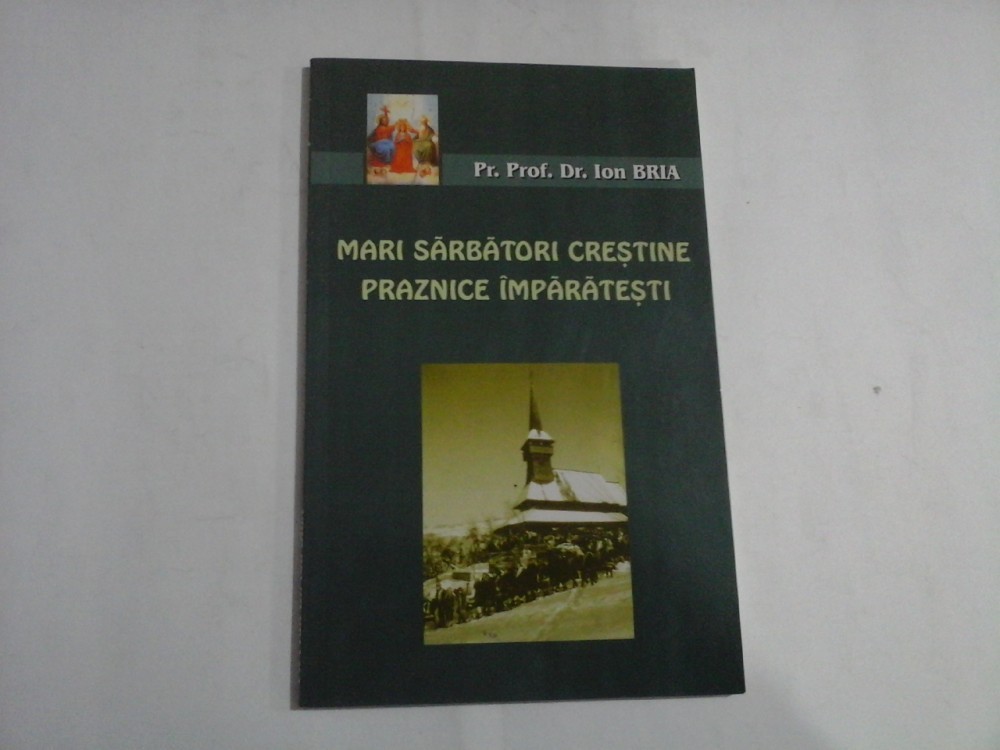 Pr. Prof. Dr. Ion BRIA
MARI SĂRBĂTORI CREȘTINE
PRAZNICE ÎMPĂRĂTEȘTI